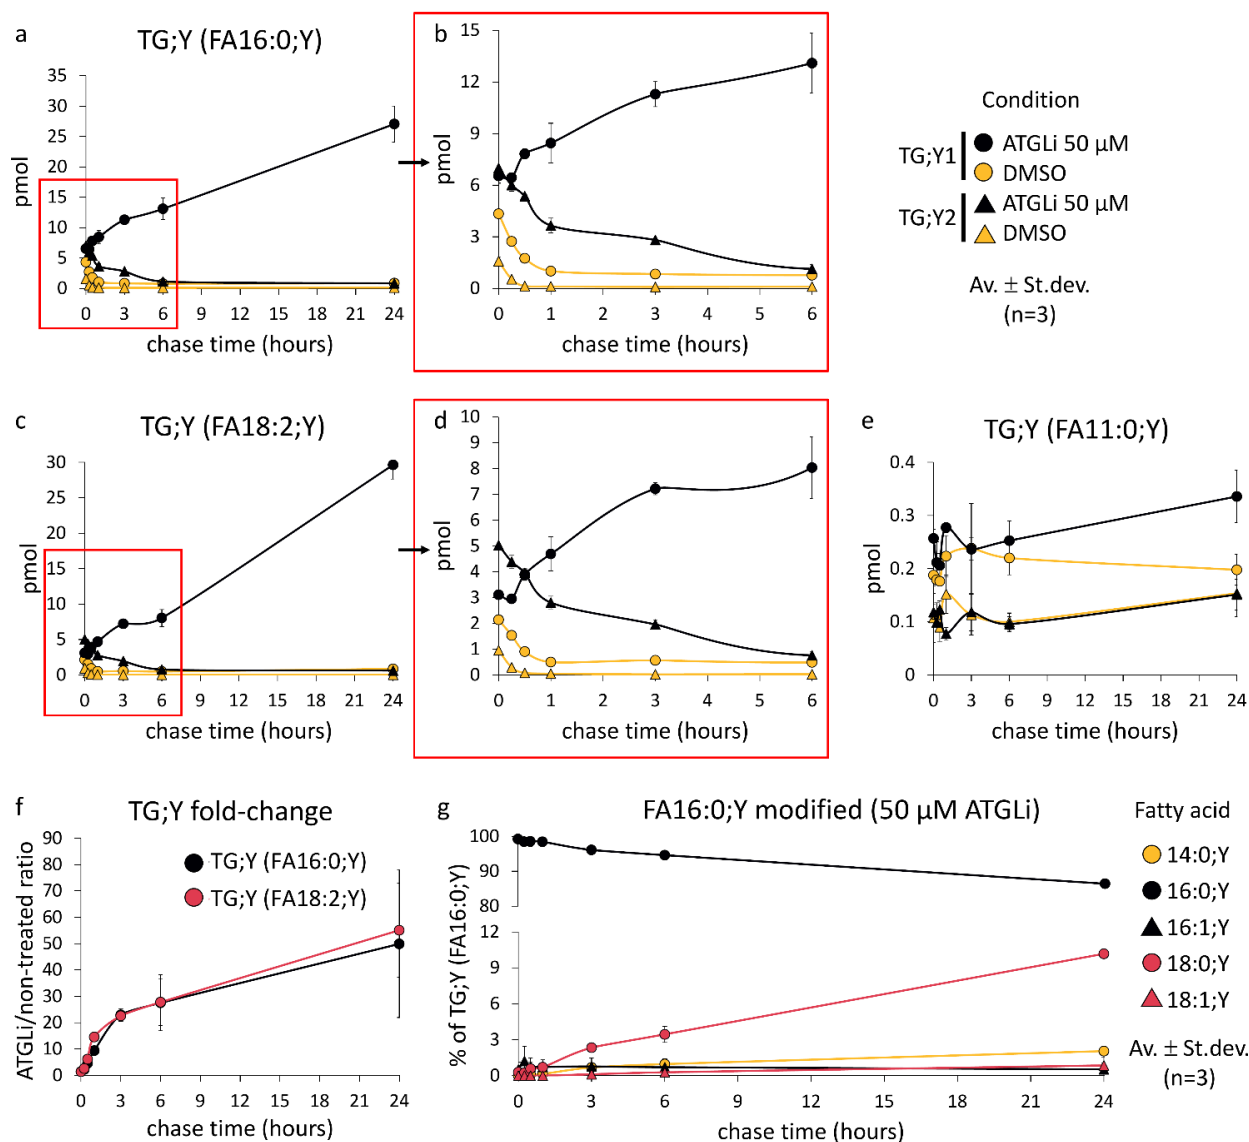 a
TG;Y (FA16:0;Y)
35
30
25
20
15
10
5
0
pmol
0 3 6 9 12 15 18 21 24
chase time (hours)
b
15
12
9
6
3
0
pmol
0 1 2 3 4 5 6
chase time (hours)
Condition
TG;Y1
ATGLi 50 µM
DMSO
TG;Y2
ATGLi 50 µM
DMSO
Av. ± St.dev.
(n=3)
c
TG;Y (FA18:2;Y)
30
25
20
15
10
5
0
pmol
0 3 6 9 12 15 18 21 24
chase time (hours)
d
10
9
8
7
6
5
4
3
2
1
0
pmol
0 1 2 3 4 5 6
chase time (hours)
e
TG;Y (FA11:0;Y)
0.4
0.3
0.2
0.1
0
pmol
0 3 6 9 12 15 18 21 24
chase time (hours)
f
TG;Y fold-change
90
80
70
60
50
40
30
20
10
0
ATGLi/non-treated ratio
TG;Y (FA16:0;Y)
TG;Y (FA18:2;Y)
0 3 6 9 12 15 18 21 24
chase time (hours)
g
FA16:0;Y modified (50 µM ATGLi)
100
90
80
12
9
6
3
0
% of TG;Y (FA16:0;Y)
0 3 6 9 12 15 18 21 24
chase time (hours)
Fatty acid
14:0;Y
16:0;Y
16:1;Y
18:0;Y
18:1;Y
Av. ± St.dev.
(n=3)